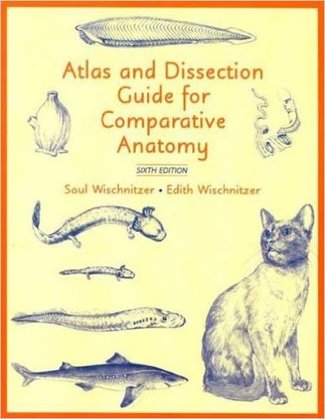 Atlas and Dissection
Guide for
Comparative
Anatomy
SIXTH EDITION
Saul Wischnitzer • Edith Wischnitzer